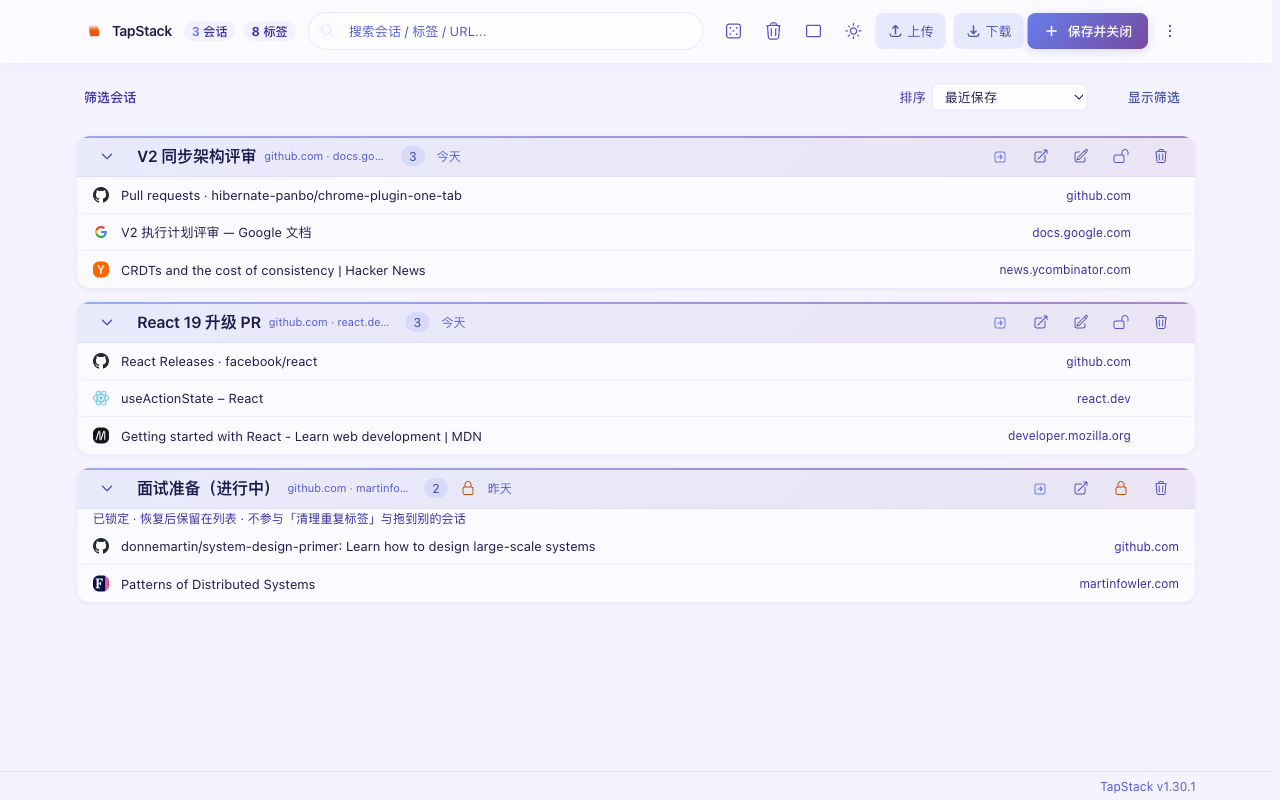 TapStack 3 会话 8 标签 搜索会话 / 标签 / URL... 上传 下载 保存并关闭
筛选会话 排序 最近保存 显示筛选
V2 同步架构评审 github.com · docs.go... 3 今天
Pull requests · hibernate-panbo/chrome-plugin-one-tab github.com
V2 执行计划评审 — Google 文档 docs.google.com
CRDTs and the cost of consistency | Hacker News news.ycombinator.com
React 19 升级 PR github.com · react.de... 3 今天
React Releases · facebook/react github.com
useActionState – React react.dev
Getting started with React - Learn web development | MDN developer.mozilla.org
面试准备（进行中） github.com · martinfo... 2 昨天
已锁定 · 恢复后保留在列表 · 不参与「清理重复标签」与拖到别的会话
donnemartin/system-design-primer: Learn how to design large-scale systems github.com
Patterns of Distributed Systems martinfowler.com
TapStack v1.30.1